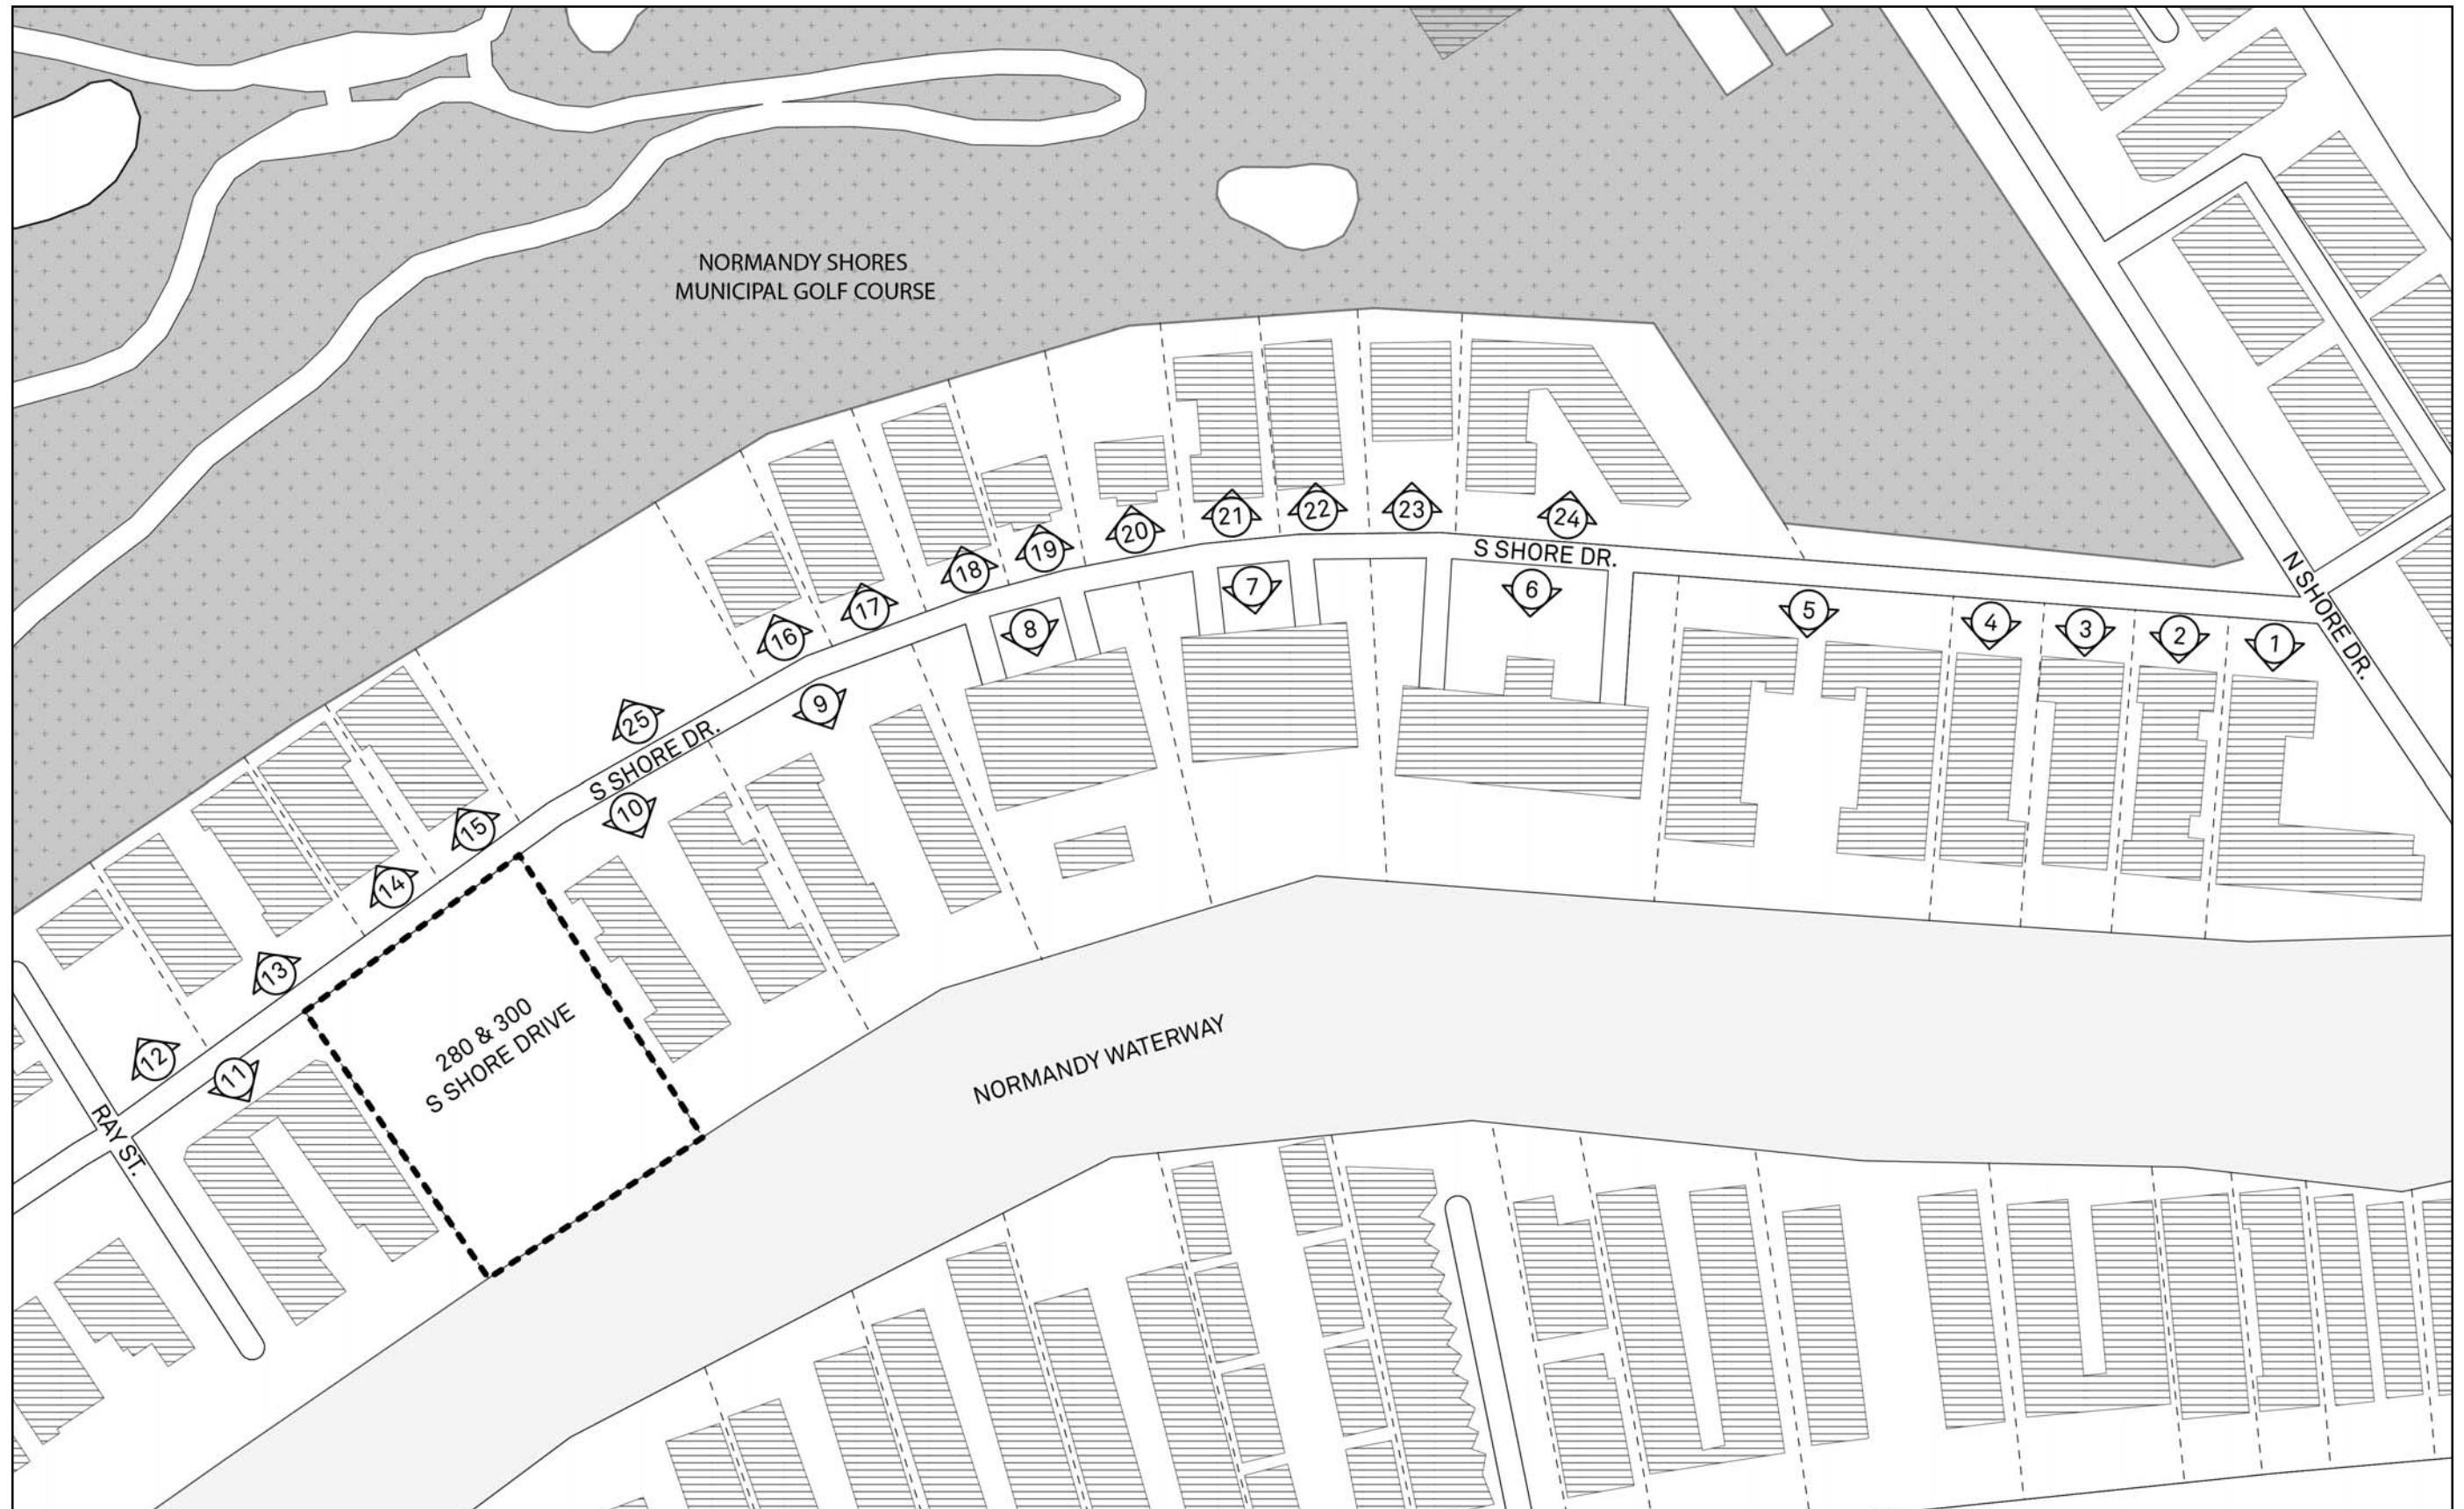 NORMANDY SHORES
MUNICIPAL GOLF COURSE
21
22
23
24
20
19
18
17
16
25
15
14
13
12
S SHORE DR.
N SHORE DR.
S SHORE DR.
7
6
5
4
3
2
1
8
9
10
11
280 & 300
S SHORE DRIVE
NORMANDY WATERWAY
RAY ST.